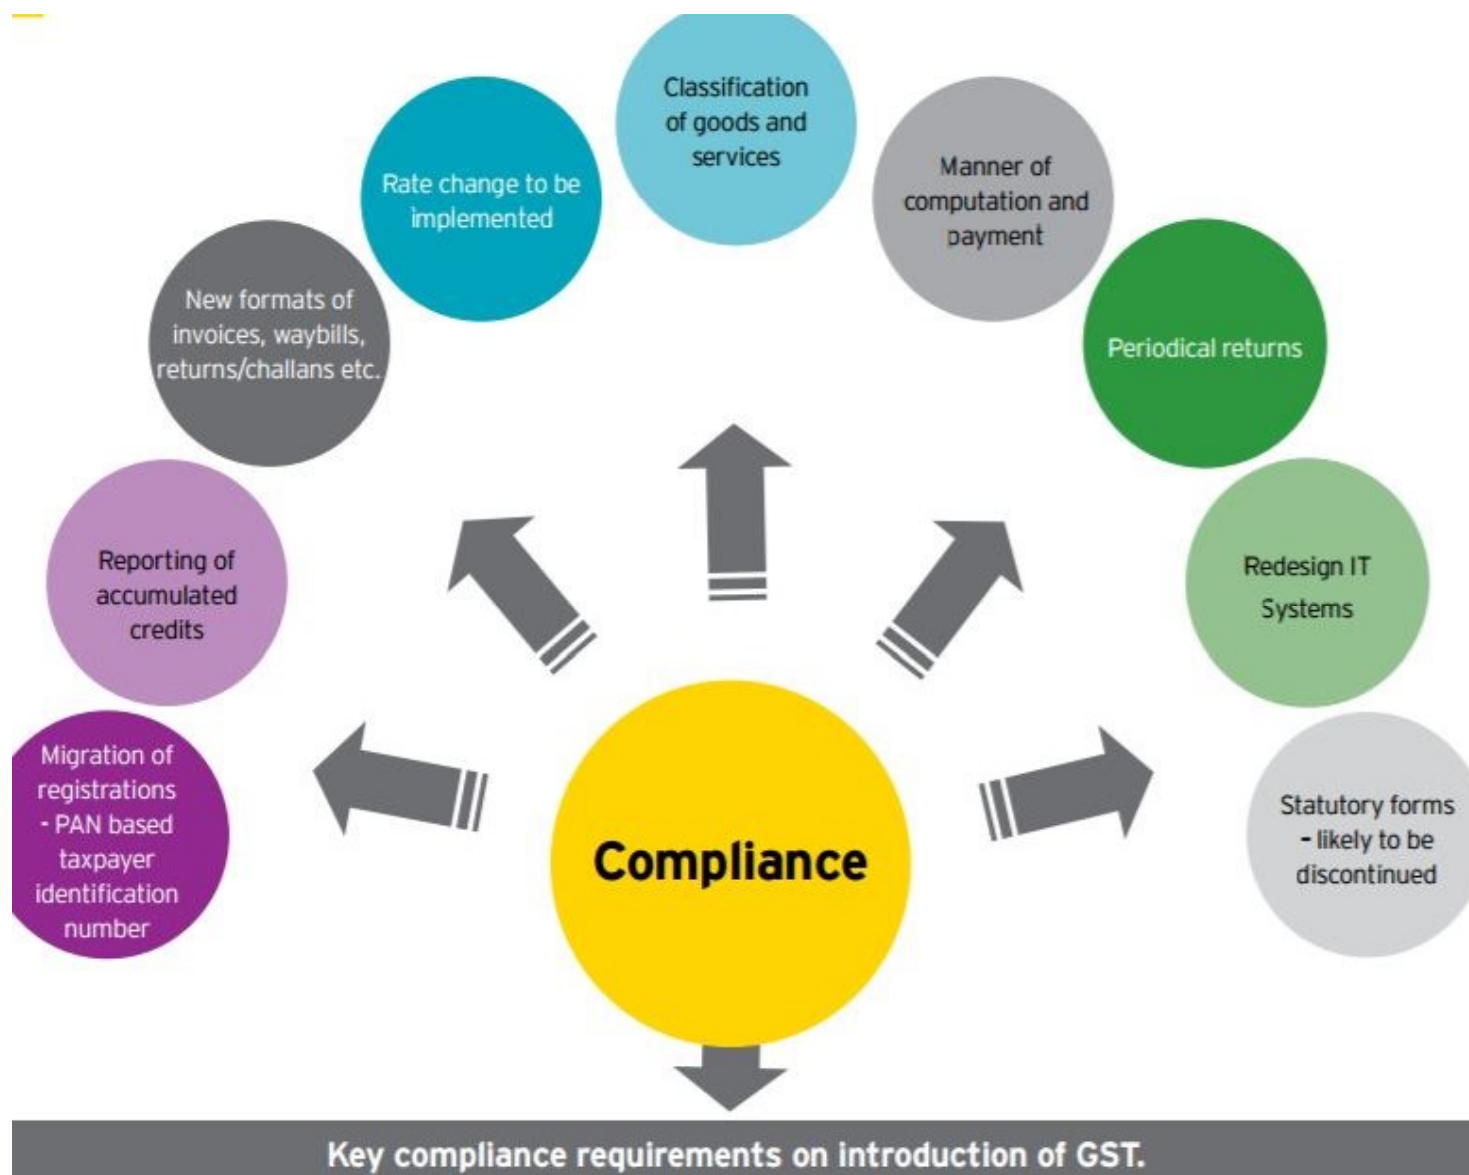 Classification
of goods and
services
Rate change to be
implemented
Manner of
computation and
payment
New formats of
invoices, waybills,
returns/challans etc.
Periodical returns
Reporting of
accumulated
credits
Redesign IT
Systems
Migration of
registrations
- PAN based
taxpayer
identification
number
Statutory forms
– likely to be
discontinued
Compliance
Key compliance requirements on introduction of GST.